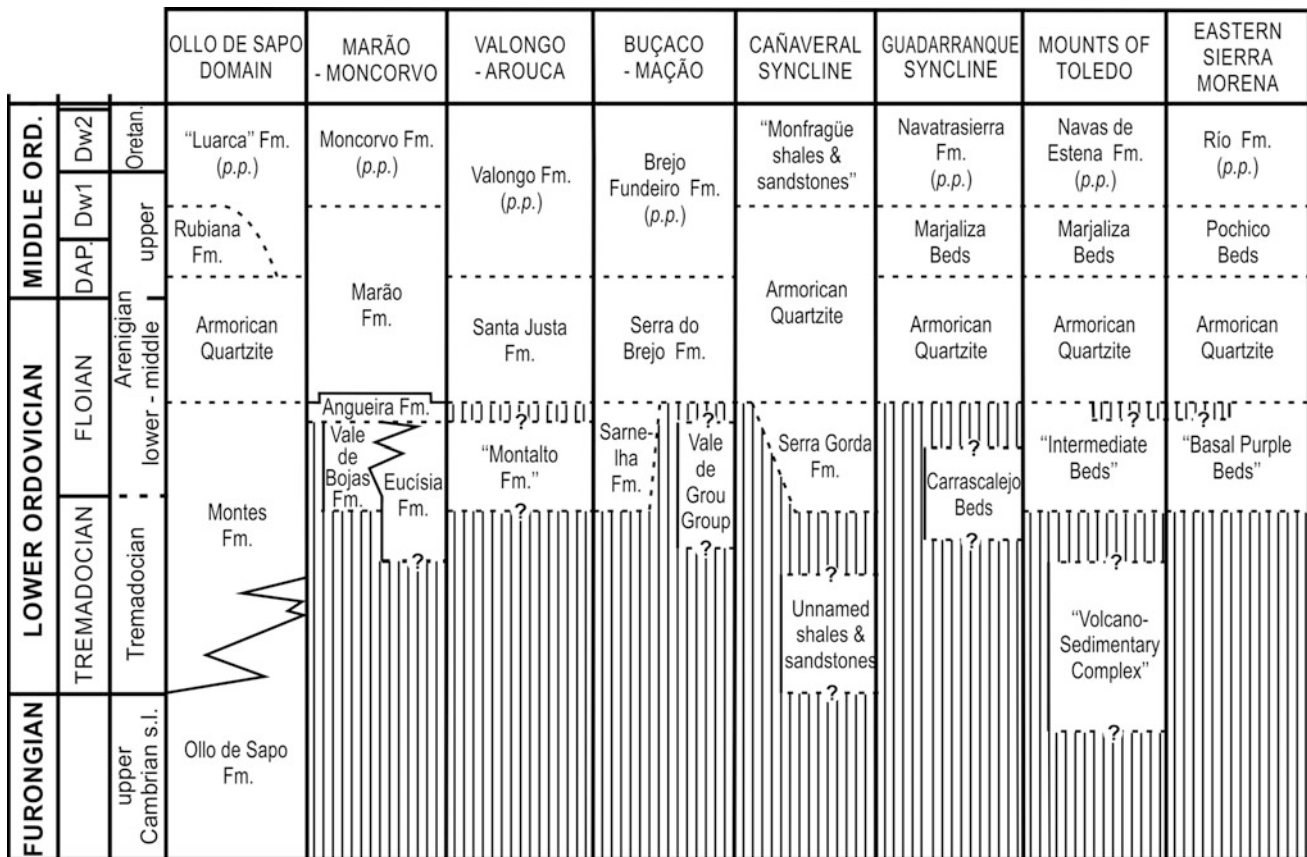 OLLO DE SAPO
DOMAIN
MARÃO
- MONCORVO
VALONGO
- AROUCA
BUÇACO
- MAÇÃO
CAÑAVERAL
SYNCLINE
GUADARRANQUE
SYNCLINE
MOUNTS OF
TOLEDO
EASTERN
SIERRA
MORENA
MIDDLE ORD.
LOWER ORDOVICIAN
FURONGIAN
Dw2
Dw1
DAP.
FLOIAN
TREMADOCIAN
Oretan.
upper
Arenigian
lower - middle
Tremadocian
upper
Cambrian s.l.
"Luarca" Fm.
(p.p.)
Rubiana
Fm.
Armorican
Quartzite
Montes
Fm.
Ollo de Sapo
Fm.
Moncorvo Fm.
(p.p.)
Marão
Fm.
Angueira Fm.
Vale
de
Bojas
Fm.
Eucísia
Fm.
?
Valongo Fm.
(p.p.)
Santa Justa
Fm.
?
"Montalto
Fm."
?
Brejo
Fundeiro Fm.
(p.p.)
Serra do
Brejo Fm.
Sarne-
lha
Fm.
?
Vale
de
Grou
Group
?
"Monfragüe
shales &
sandstones"
Armorican
Quartzite
Serra Gorda
Fm.
?
Unnamed
shales &
sandstones
?
Navatrasierra
Fm.
(p.p.)
Marjaliza
Beds
Armorican
Quartzite
?
Carrascalejo
Beds
?
Navas de
Estena Fm.
(p.p.)
Marjaliza
Beds
Armorican
Quartzite
?
"Intermediate
Beds"
?
"Volcano-
Sedimentary
Complex"
?
Río Fm.
(p.p.)
Pochico
Beds
Armorican
Quartzite
?
"Basal Purple
Beds"